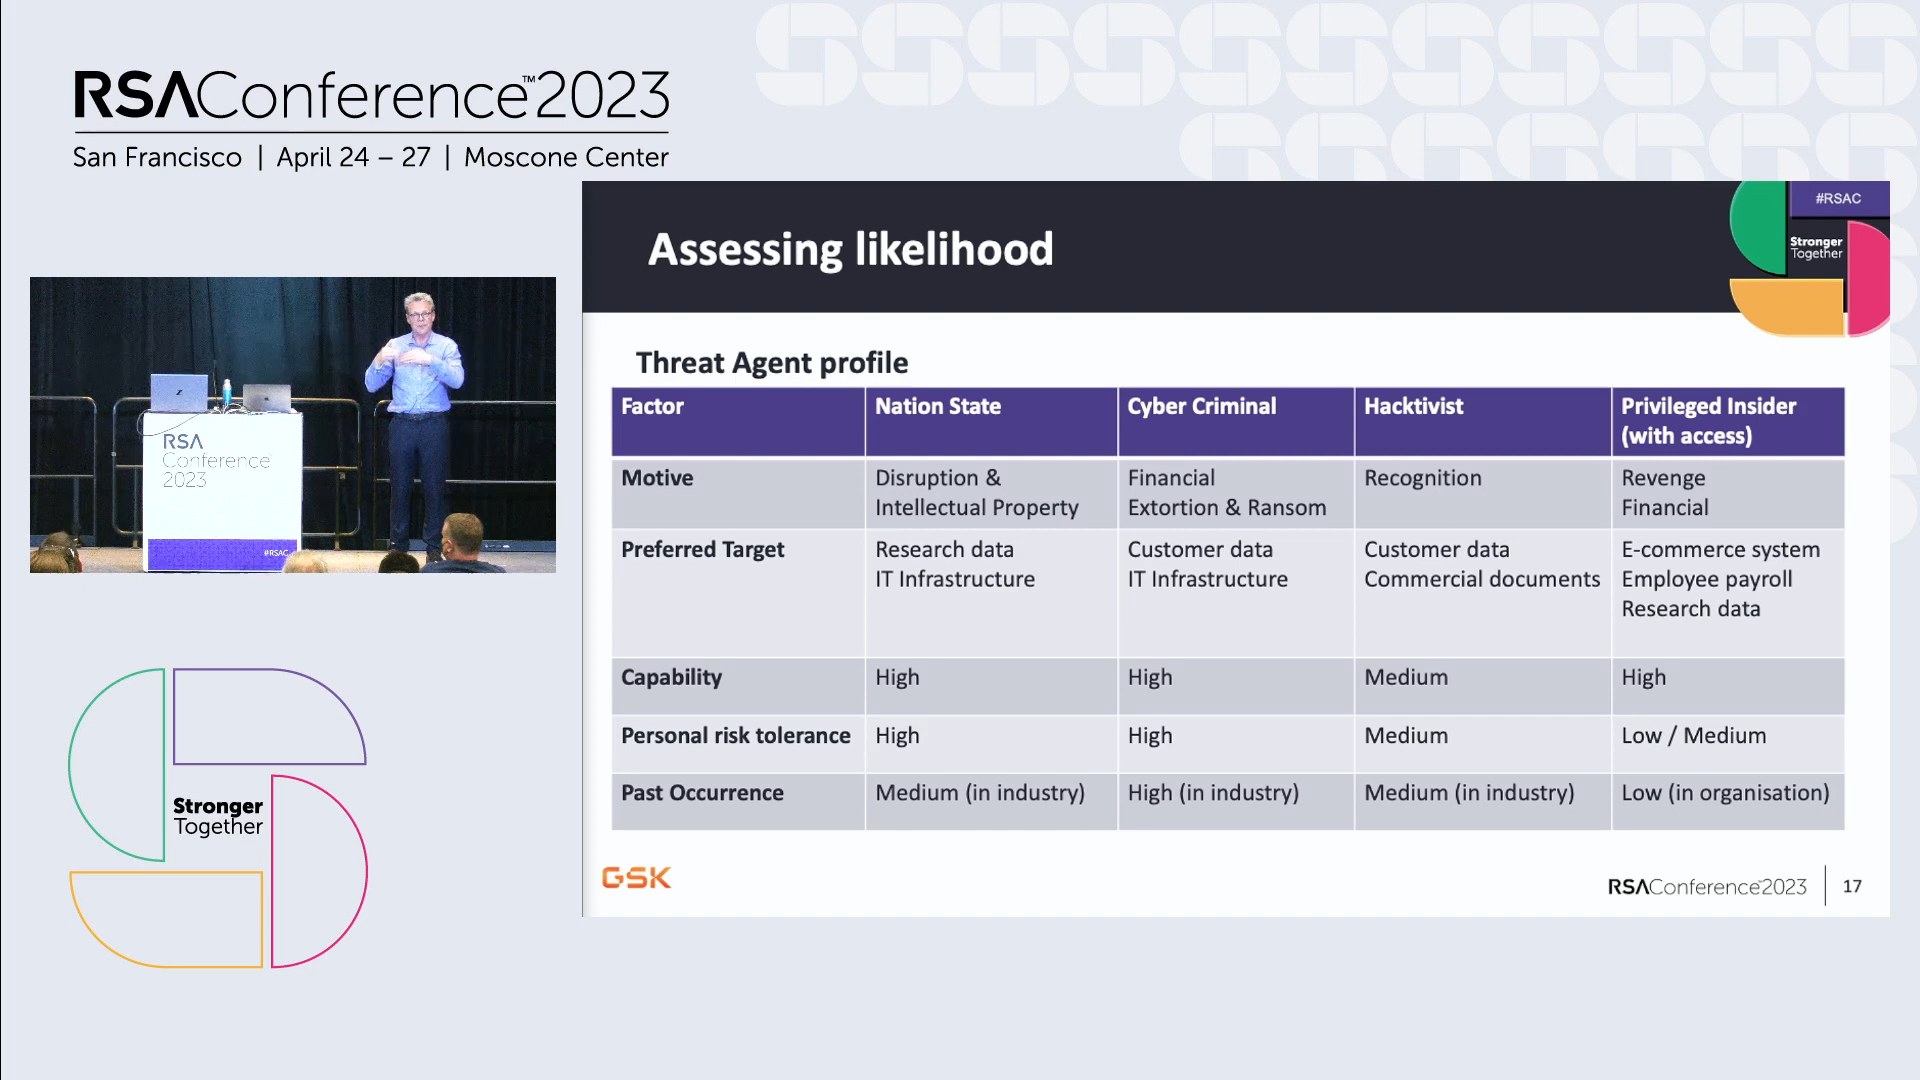 RSAConference™2023
San Francisco | April 24 – 27 | Moscone Center
#RSAC
Stronger
Together
Assessing likelihood
Threat Agent profile
Factor
Nation State
Cyber Criminal
Hacktivist
Privileged Insider
(with access)
Motive
Disruption &
Intellectual Property
Financial
Extortion & Ransom
Recognition
Revenge
Financial
Preferred Target
Research data
IT Infrastructure
Customer data
IT Infrastructure
Customer data
Commercial documents
E-commerce system
Employee payroll
Research data
Capability
High
High
Medium
High
Personal risk tolerance
High
High
Medium
Low / Medium
Past Occurrence
Medium (in industry)
High (in industry)
Medium (in industry)
Low (in organisation)
GSK
RSAConference™2023
17
RSA
Conference
2023
#RSAC
Stronger
Together